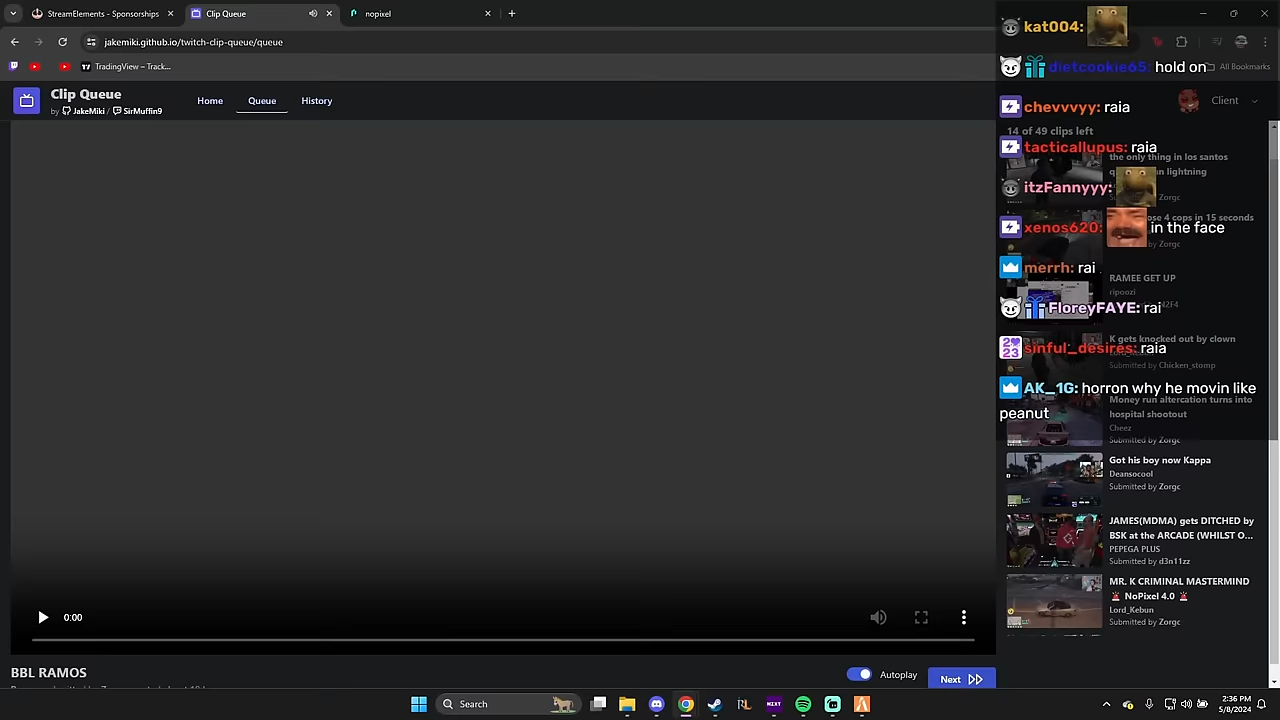 StreamElements - Sponsorships
Clip Queue
nopixel
jakemiki.github.io/twitch-clip-queue/queue
TradingView – Track...
All Bookmarks
Clip Queue
by JakeMiki / SirMuffin9
Home
Queue
History
Client
kat004:
dietcookie65: hold on
chevvvyy: raia
14 of 49 clips left
tacticallupus: raia
the only thing in los santos
lightning
Zorgc
itzFannyyy:
ose 4 cops in 15 seconds
xenos620: in the face
by Zorgc
merrh: rai
RAMEE GET UP
ripoozi
FloreyFAYE: rai
K gets knocked out by clown
sinful_desires: raia
Submitted by Chicken_stomp
AK_1G: horron why he movin like
peanut
Money run altercation turns into
hospital shootout
Cheez
Submitted by Zorgc
Got his boy now Kappa
Deansocool
Submitted by Zorgc
JAMES(MDMA) gets DITCHED by
BSK at the ARCADE (WHILST O...
PEPEGA PLUS
Submitted by d3n11zz
MR. K CRIMINAL MASTERMIND
🚨 NoPixel 4.0 🚨
Lord_Kebun
Submitted by Zorgc
0:00
BBL RAMOS
Autoplay
Next
Search
2:36 PM
5/8/2024